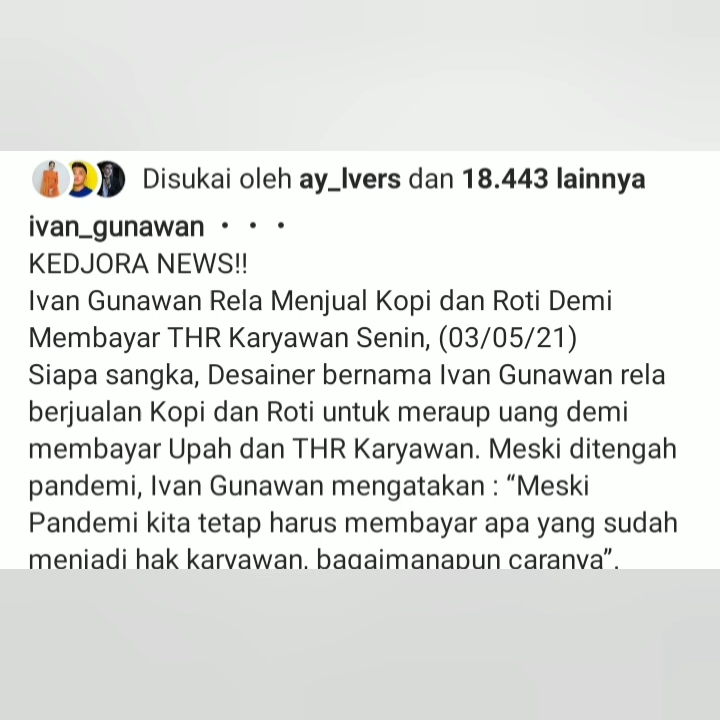 Disukai oleh ay_lvers dan 18.443 lainnya
ivan_gunawan • • •
KEDJORA NEWS!!
Ivan Gunawan Rela Menjual Kopi dan Roti Demi
Membayar THR Karyawan Senin, (03/05/21)
Siapa sangka, Desainer bernama Ivan Gunawan rela
berjualan Kopi dan Roti untuk meraup uang demi
membayar Upah dan THR Karyawan. Meski ditengah
pandemi, Ivan Gunawan mengatakan : “Meski
Pandemi kita tetap harus membayar apa yang sudah
menjadi hak karyawan, bagaimanapun caranya”.